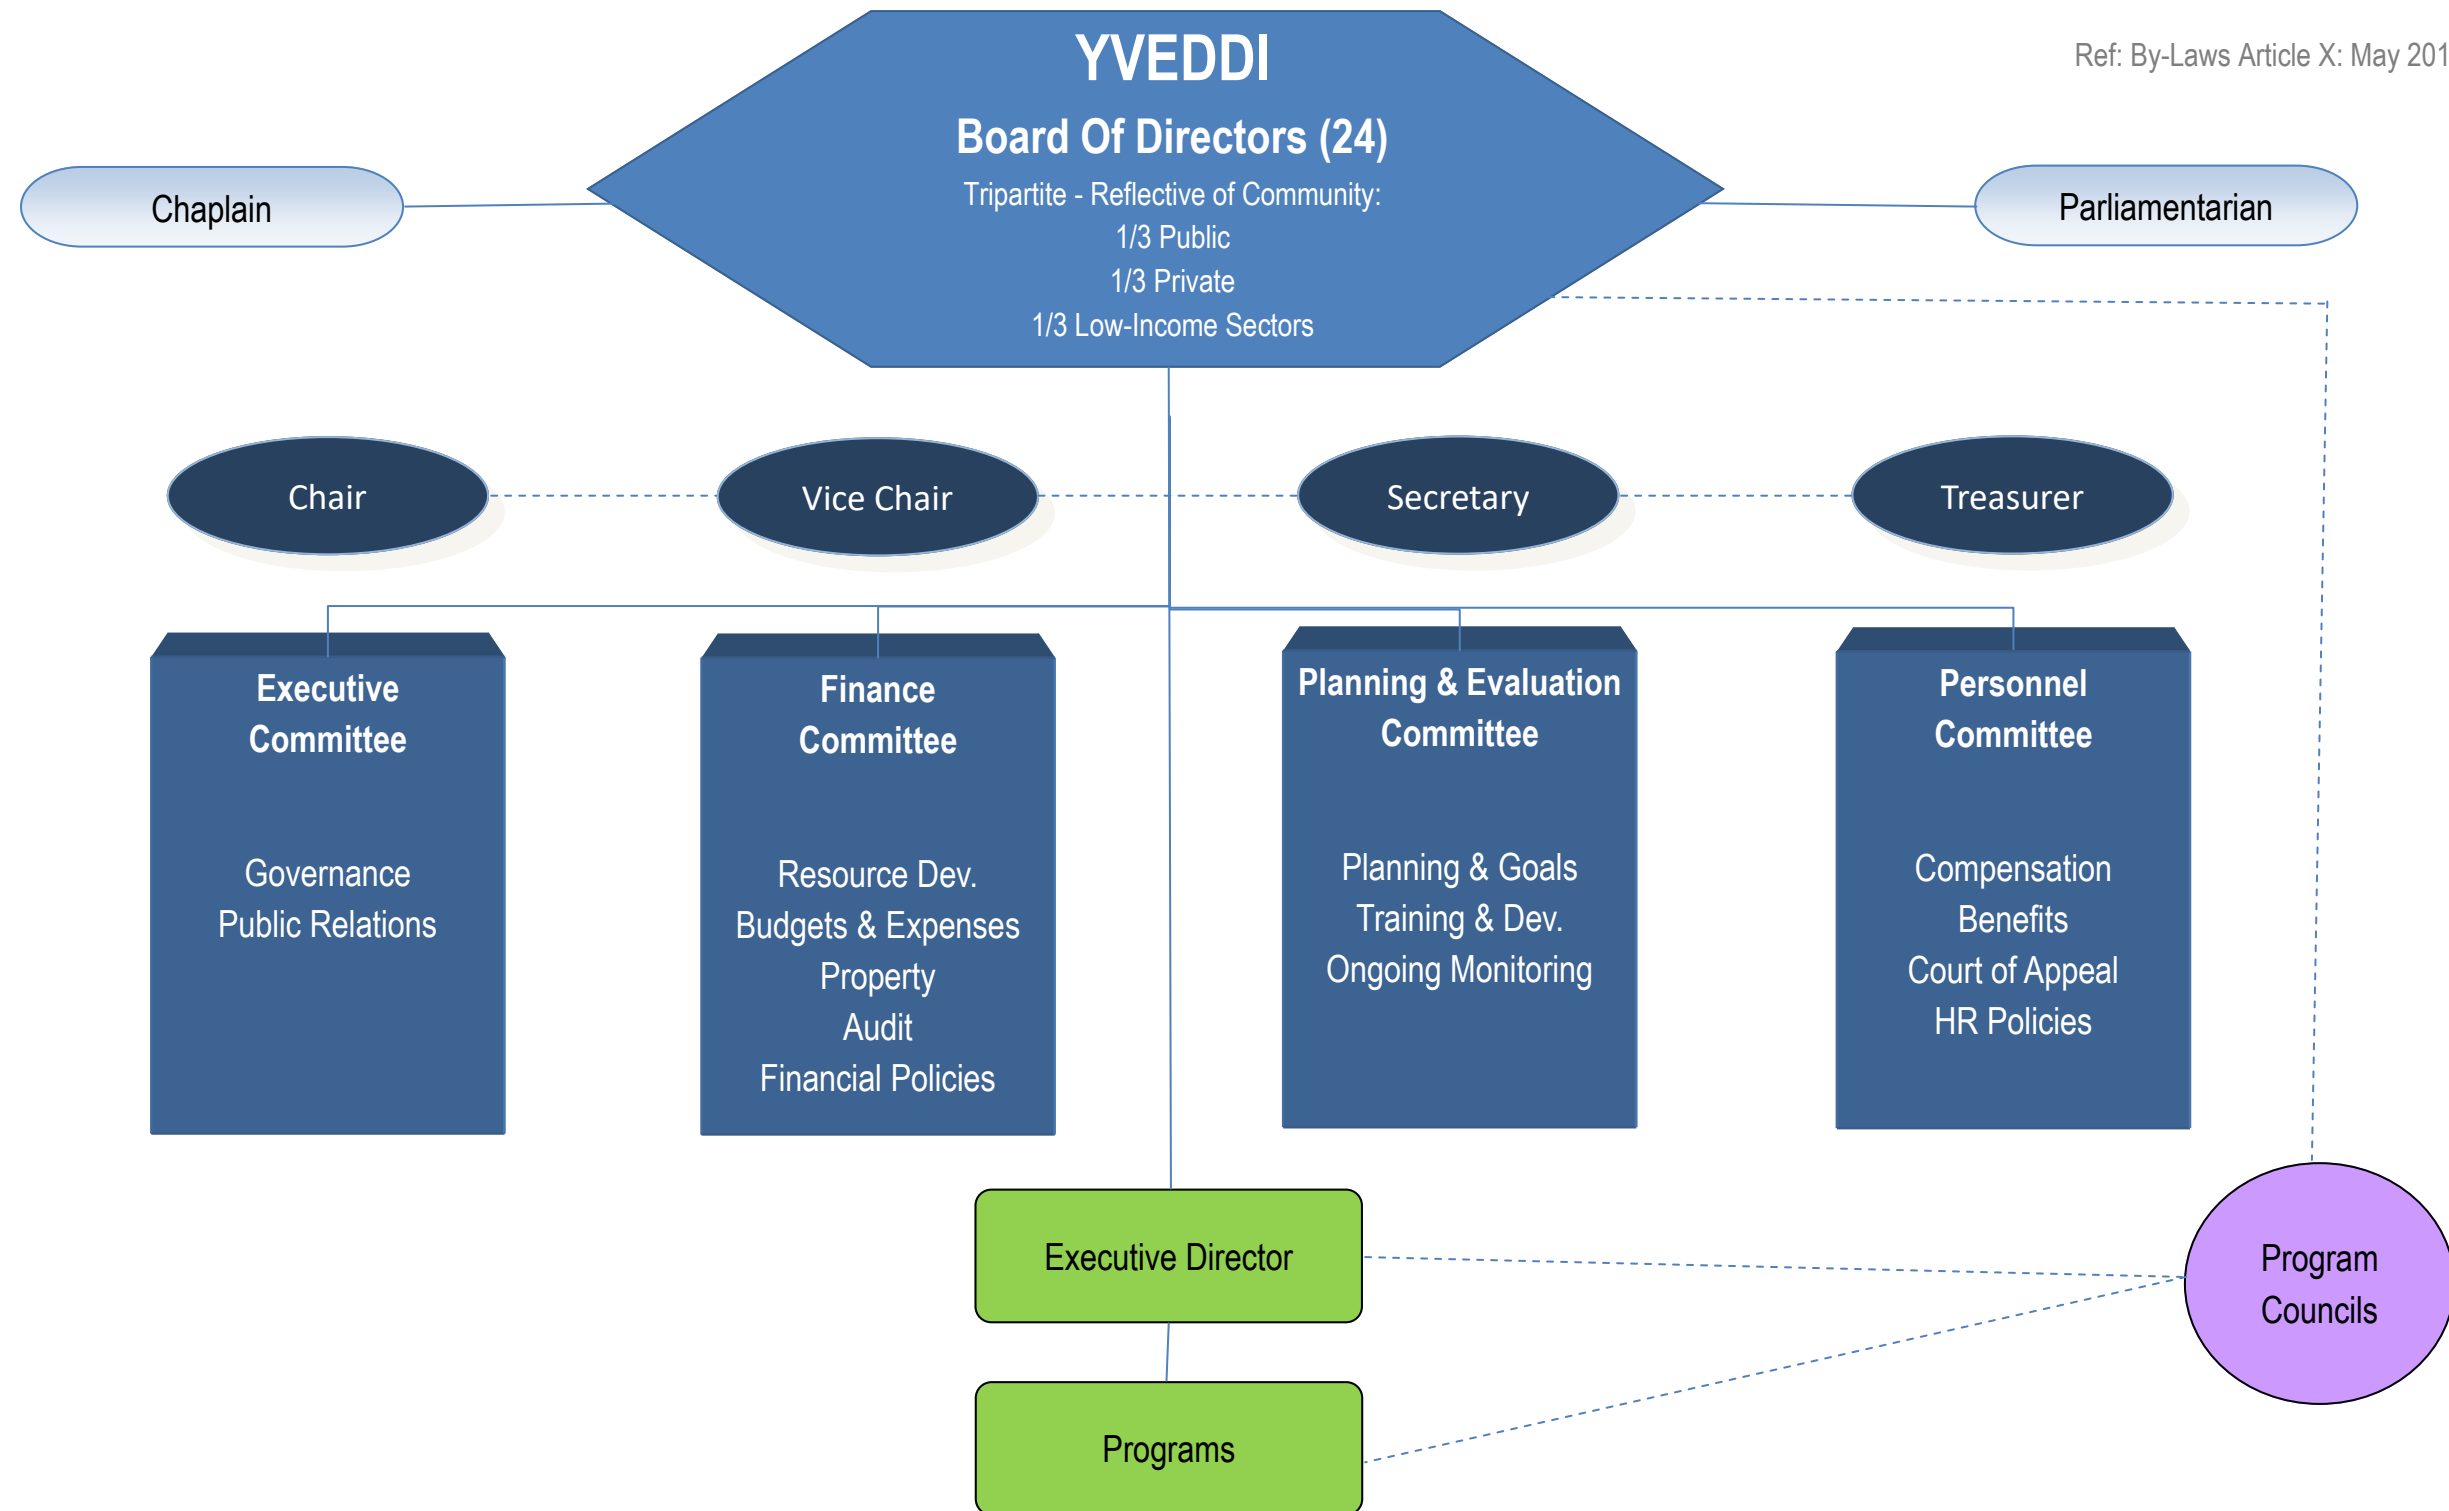 YVEDDI
Ref: By-Laws Article X: May 201
Board Of Directors (24)
Tripartite - Reflective of Community:
1/3 Public
1/3 Private
1/3 Low-Income Sectors
Chaplain
Parliamentarian
Chair
Vice Chair
Secretary
Treasurer
Executive
Committee
Governance
Public Relations
Finance
Committee
Resource Dev.
Budgets & Expenses
Property
Audit
Financial Policies
Planning & Evaluation
Committee
Planning & Goals
Training & Dev.
Ongoing Monitoring
Personnel
Committee
Compensation
Benefits
Court of Appeal
HR Policies
Executive Director
Program
Councils
Programs